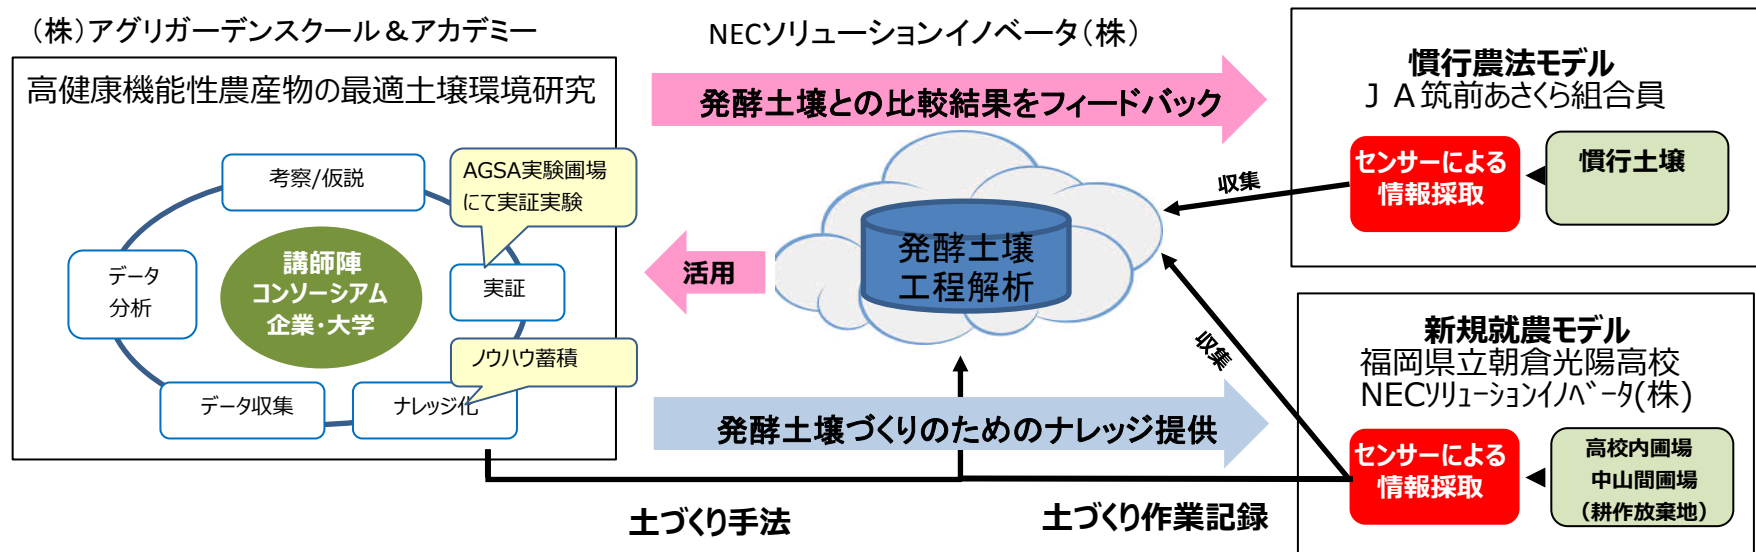 （株）アグリガーデンスクール＆アカデミー
高健康機能性農産物の最適土壌環境研究
考察/仮説
AGSA実験圃場
にて実証実験
データ
分析
講師陣
コンソーシアム
企業・大学
実証
ノウハウ蓄積
データ収集
ナレッジ化
NECソリューションイノベータ（株）
発酵土壌との比較結果をフィードバック
活用
発酵土壌
工程解析
収集
収集
発酵土壌づくりのためのナレッジ提供
土づくり手法
土づくり作業記録
慣行農法モデル
ＪＡ筑前あさくら組合員
センサーによる
情報採取
慣行土壌
新規就農モデル
福岡県立朝倉光陽高校
NECソリューションイノベータ(株)
センサーによる
情報採取
高校内圃場
中山間圃場
（耕作放棄地）